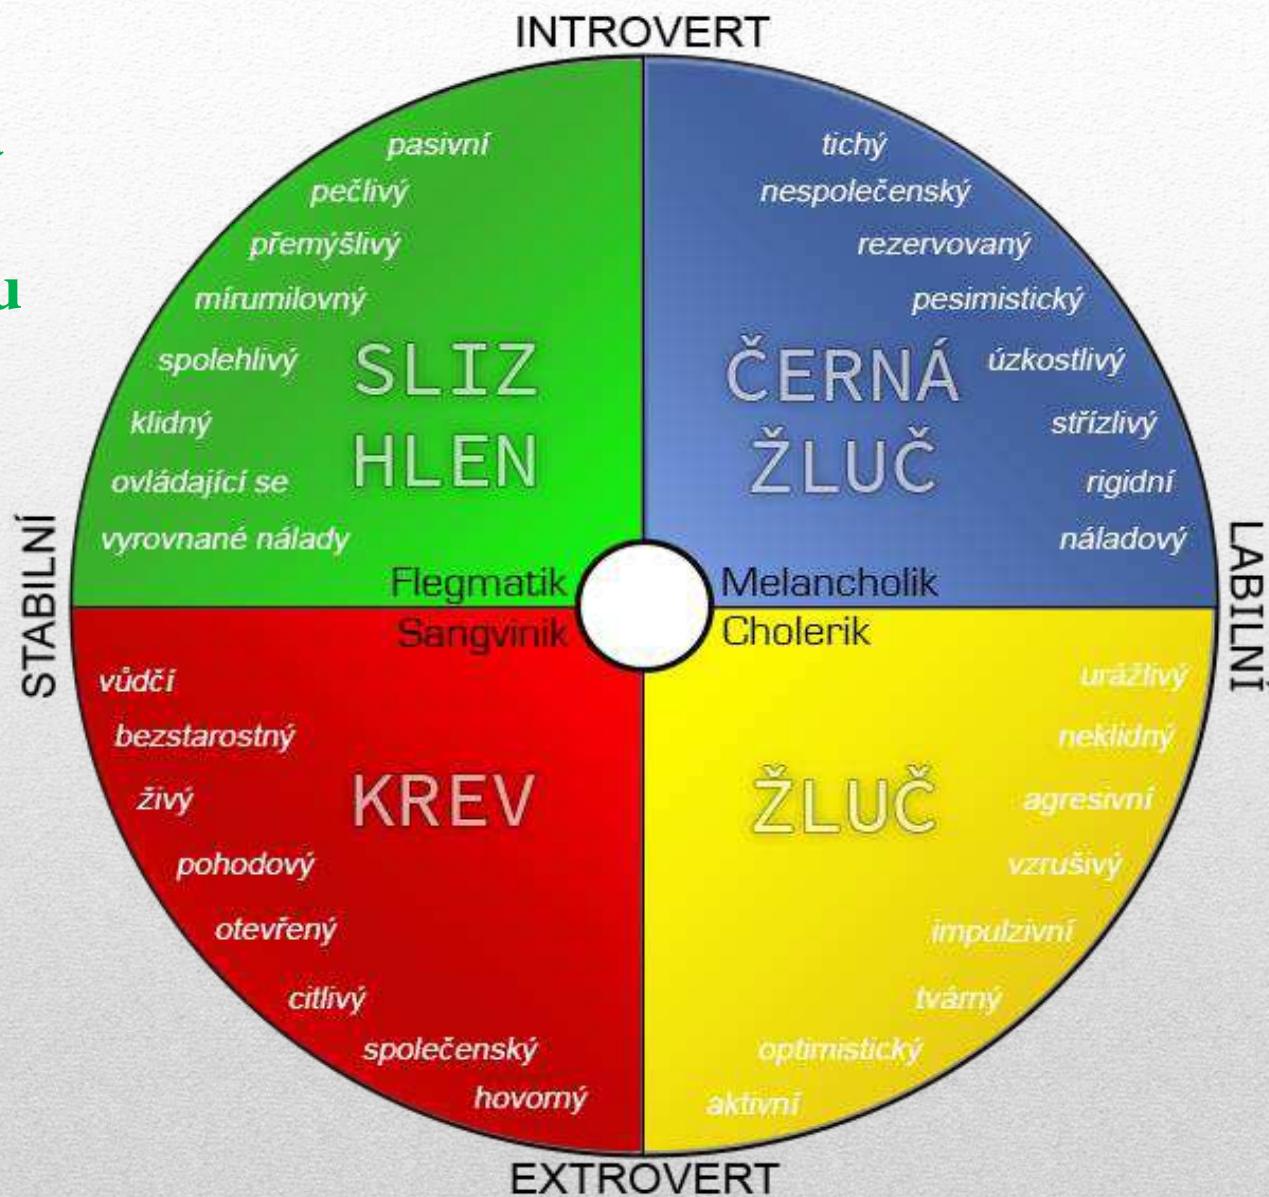 INTROVERT
pasivní
pečlivý
přemýšlivý
mírumilovný
spolehlivý
klidný
ovládající se
vyrovnané nálady
SLIZ
HLEN
Flegmatik
tichý
nespolečenský
rezervovaný
pesimistický
úzkostlivý
střízlivý
rigidní
náladový
ČERNÁ
ŽLUČ
Melancholik
STABILNÍ
LABILNÍ
Sangvinik
vůdčí
bezstarostný
živý
pohodový
otevřený
citlivý
společenský
hovorný
KREV
Cholerik
urážlivý
neklidný
agresivní
vzrušivý
impulzivní
tvárný
optimistický
aktivní
ŽLUČ
EXTROVERT
u